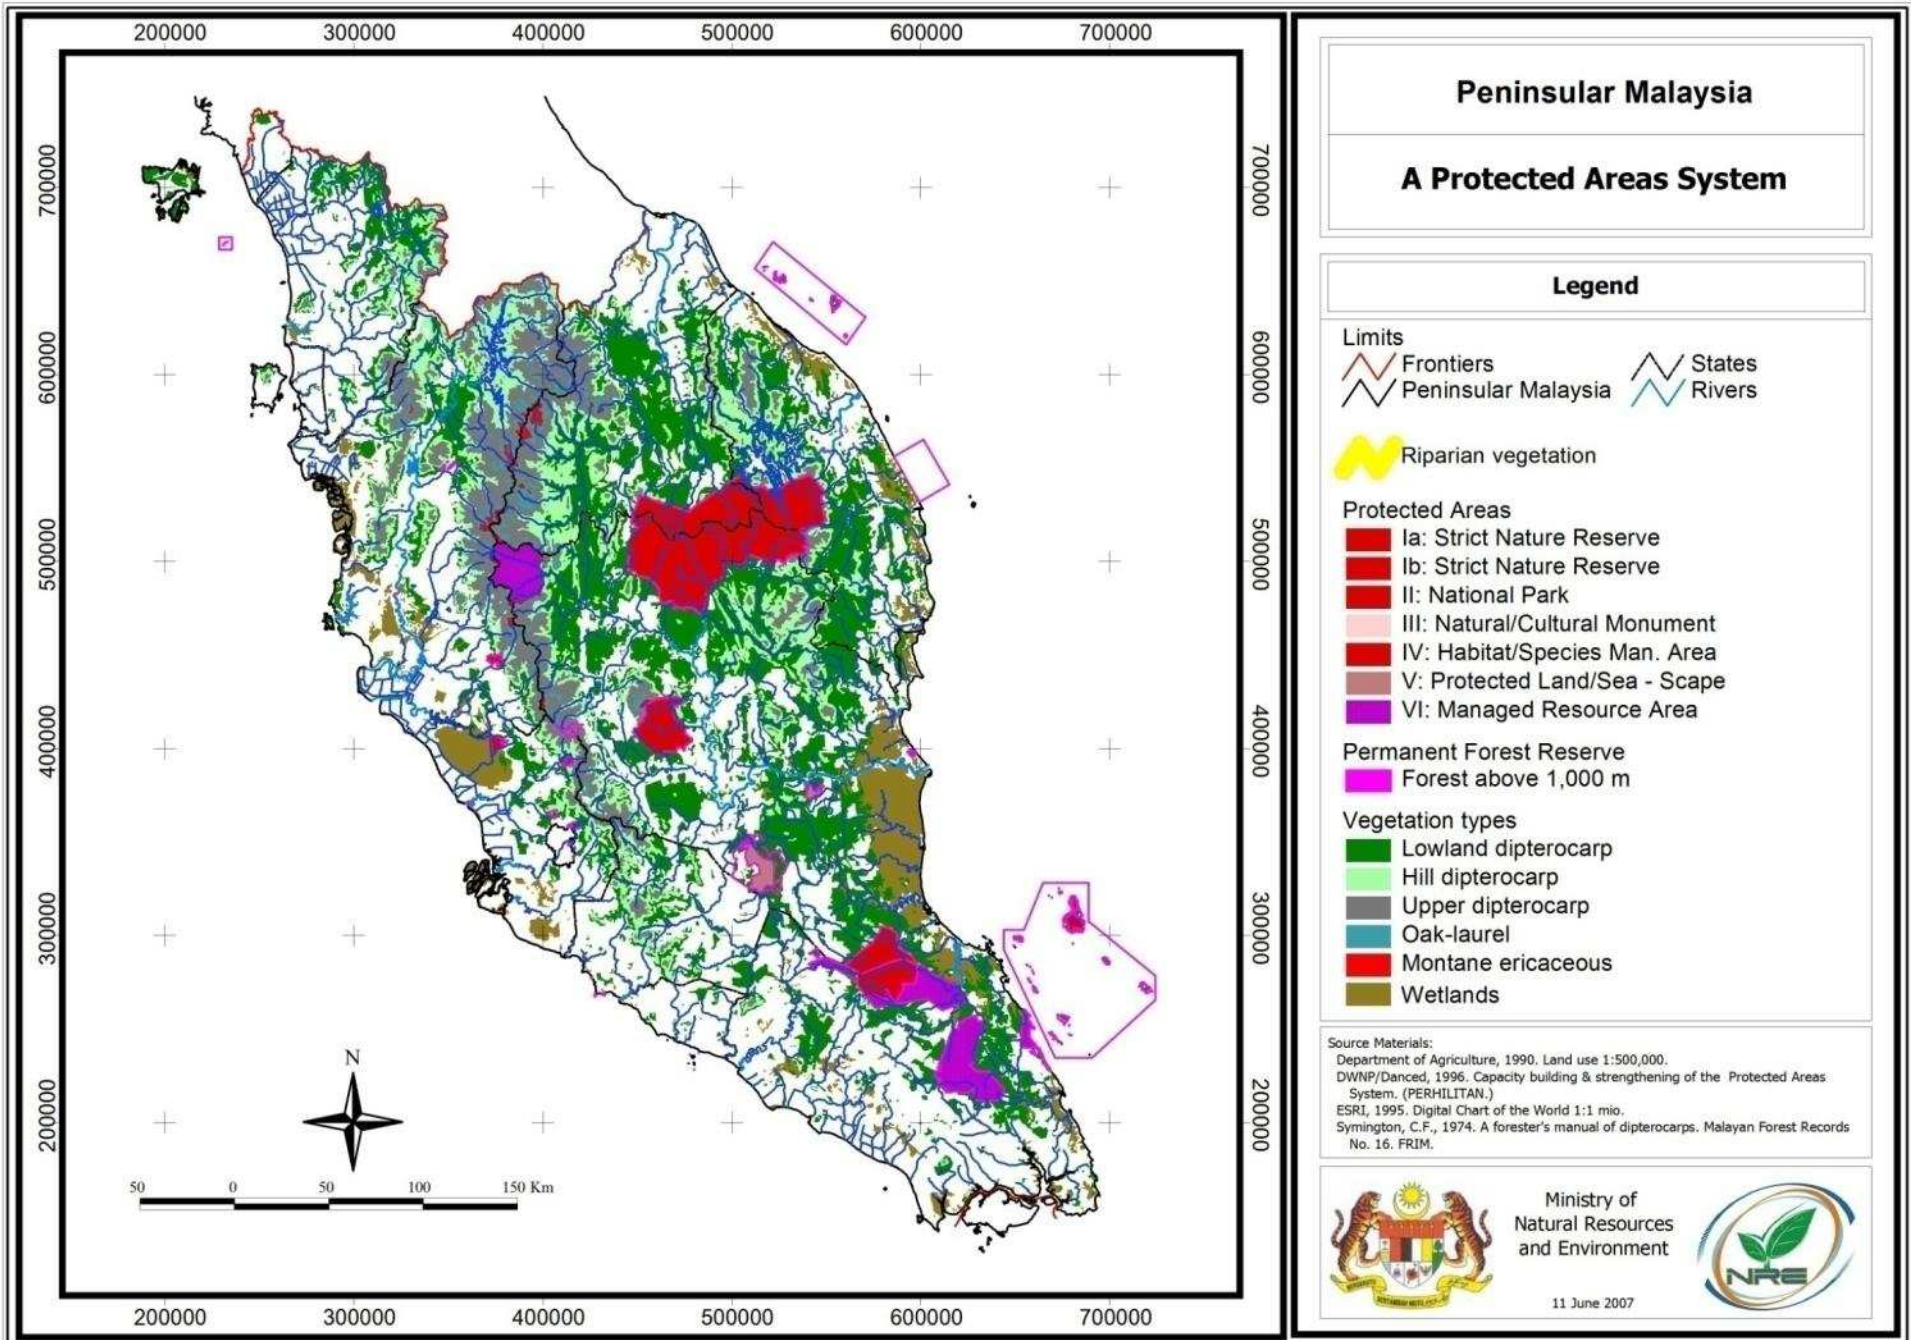 200000 300000 400000 500000 600000 700000
700000
600000
500000
400000
300000
200000
700000
600000
500000
400000
300000
200000
N
50 0 50 100 150 Km
200000 300000 400000 500000 600000 700000
Peninsular Malaysia
A Protected Areas System
Legend
Limits
Frontiers
States
Peninsular Malaysia
Rivers
Riparian vegetation
Protected Areas
Ia: Strict Nature Reserve
Ib: Strict Nature Reserve
II: National Park
III: Natural/Cultural Monument
IV: Habitat/Species Man. Area
V: Protected Land/Sea - Scape
VI: Managed Resource Area
Permanent Forest Reserve
Forest above 1,000 m
Vegetation types
Lowland dipterocarp
Hill dipterocarp
Upper dipterocarp
Oak-laurel
Montane ericaceous
Wetlands
Source Materials:
Department of Agriculture, 1990. Land use 1:500,000.
DWNP/Danced, 1996. Capacity building & strengthening of the Protected Areas
System. (PERHILITAN.)
ESRI, 1995. Digital Chart of the World 1:1 mio.
Symington, C.F., 1974. A forester's manual of dipterocarps. Malayan Forest Records
No. 16. FRIM.
Ministry of
Natural Resources
and Environment
11 June 2007
NRE